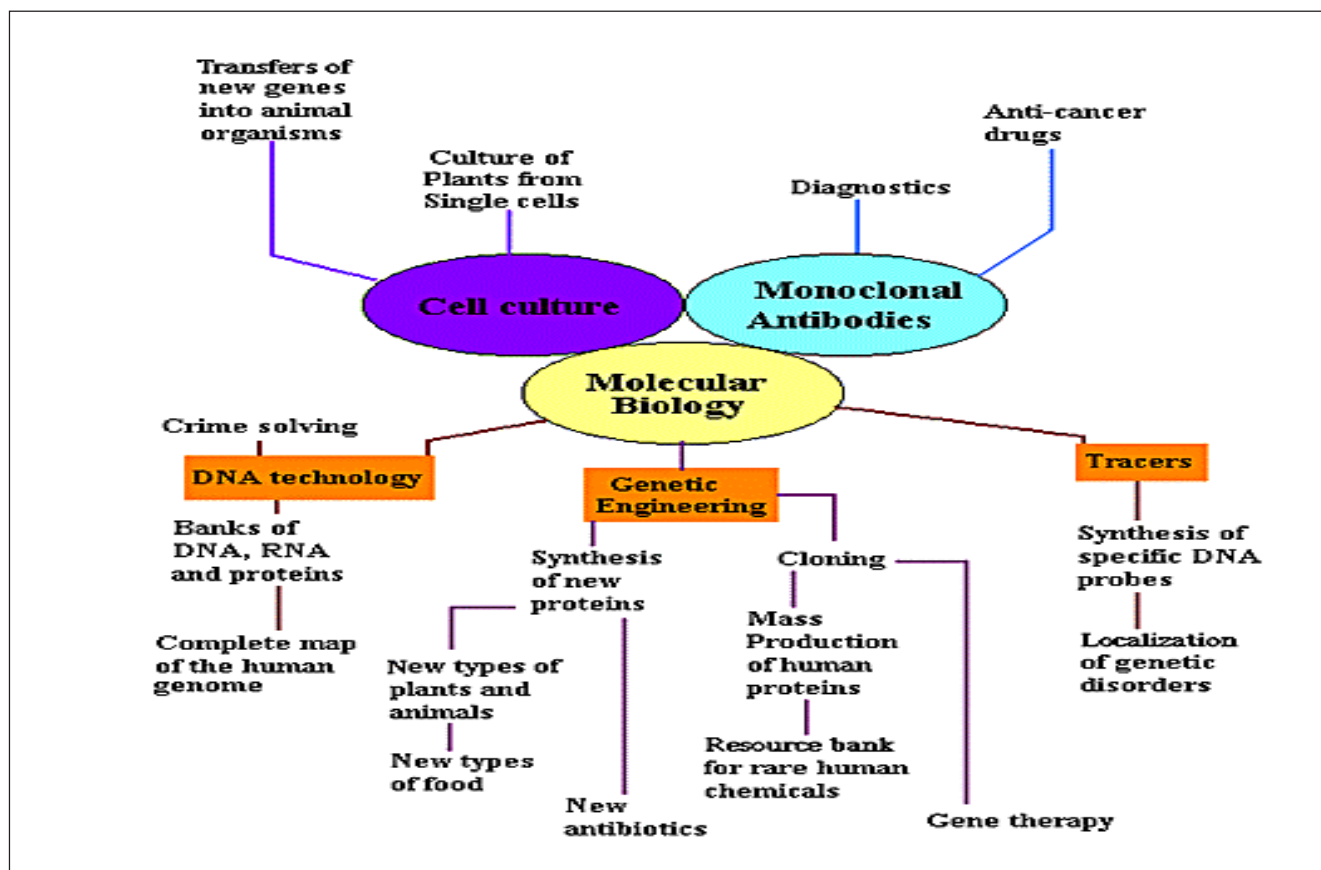 Transfers of
new genes
into animal
organisms
Culture of
Plants from
Single cells
Diagnostics
Anti-cancer
drugs
Cell culture
Monoclonal
Antibodies
Molecular
Biology
Crime solving
DNA technology
Banks of
DNA, RNA
and proteins
Complete map
of the human
genome
Genetic
Engineering
Synthesis
of new
proteins
New types of
plants and
animals
New types
of food
New
antibiotics
Cloning
Mass
Production
of human
proteins
Resource bank
for rare human
chemicals
Gene therapy
Tracers
Synthesis of
specific DNA
probes
Localization
of genetic
disorders